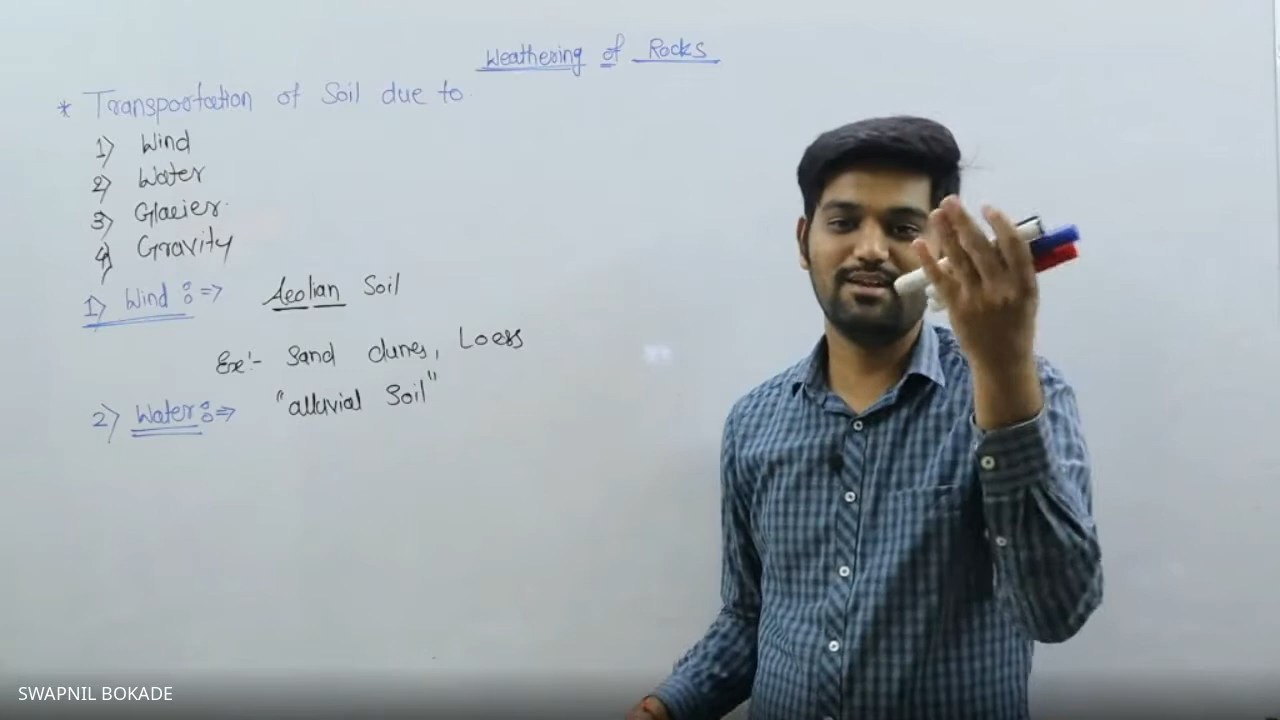 Weathering of Rocks
* Transportation of Soil due to.
1) Wind
2) Water
3) Glacier.
4) Gravity
1) Wind :=> Aeolian Soil
Ex:- Sand dunes, Loess
2) Water :=> "alluvial Soil"
SWAPNIL BOKADE